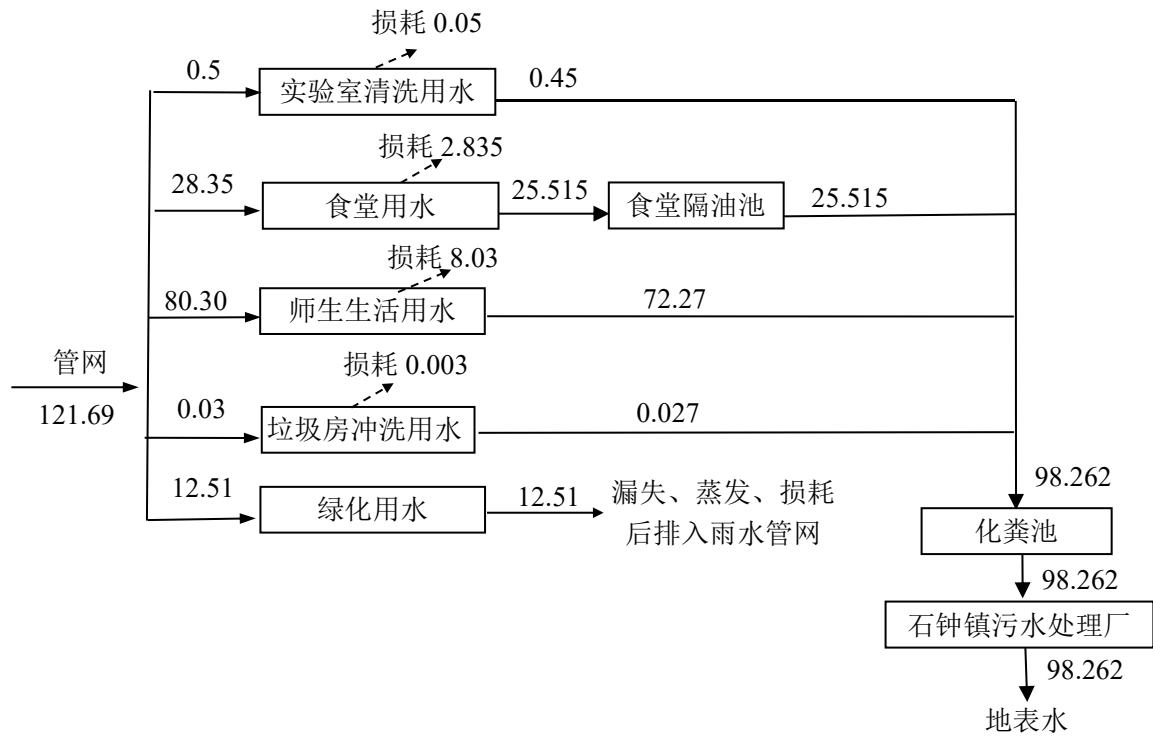 损耗 0.05
0.5
实验室清洗用水
0.45
损耗 2.835
28.35
食堂用水
25.515
食堂隔油池
25.515
损耗 8.03
80.30
师生生活用水
72.27
管网
121.69
损耗 0.003
0.03
垃圾房冲洗用水
0.027
12.51
绿化用水
12.51
漏失、蒸发、损耗
后排入雨水管网
98.262
化粪池
98.262
石钟镇污水处理厂
98.262
地表水